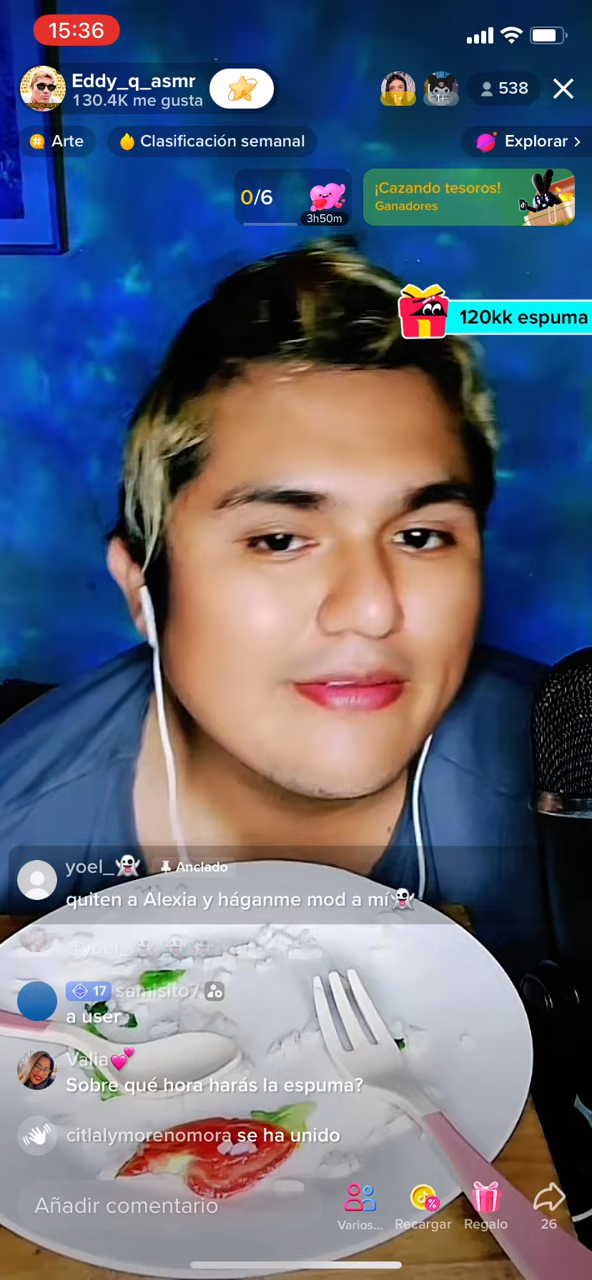 15:36
Eddy_q_asmr
130.4K me gusta
538
Arte
Clasificación semanal
Explorar >
0/6
3h50m
¡Cazando tesoros!
Ganadores
120kk espuma
yoel_👻 Anclado
quiten a Alexia y háganme mod a mí👻
17 samisito7
a user
Valia💕
Sobre qué hora harás la espuma?
citlalymorenomora se ha unido
Añadir comentario
Varios...
Recargar
Regalo
26